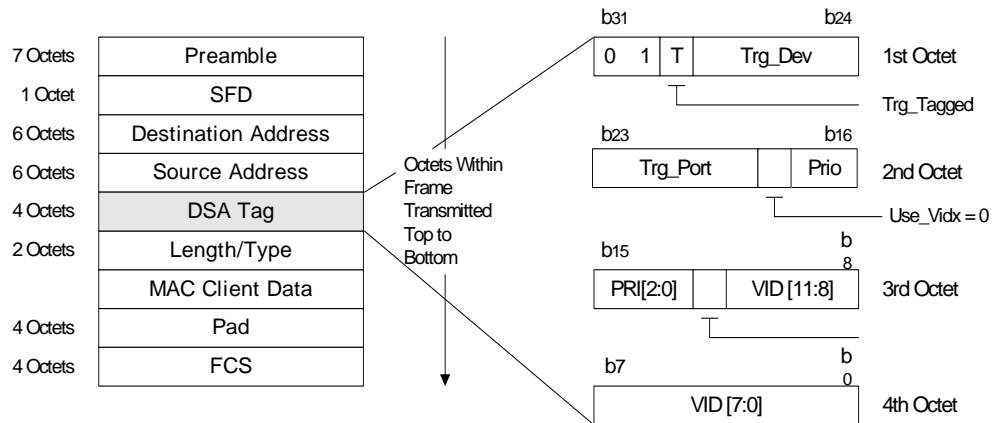 7 Octets Preamble
1 Octet SFD
6 Octets Destination Address
6 Octets Source Address
4 Octets DSA Tag
2 Octets Length/Type
MAC Client Data
4 Octets Pad
4 Octets FCS
Octets Within
Frame
Transmitted
Top to
Bottom
b31 b24
0 1 T Trg_Dev 1st Octet
Trg_Tagged
b23 b16
Trg_Port Prio 2nd Octet
Use_Vidx = 0
b15 b
8
PRI[2:0] VID [11:8] 3rd Octet
b7 b
0
VID [7:0] 4th Octet